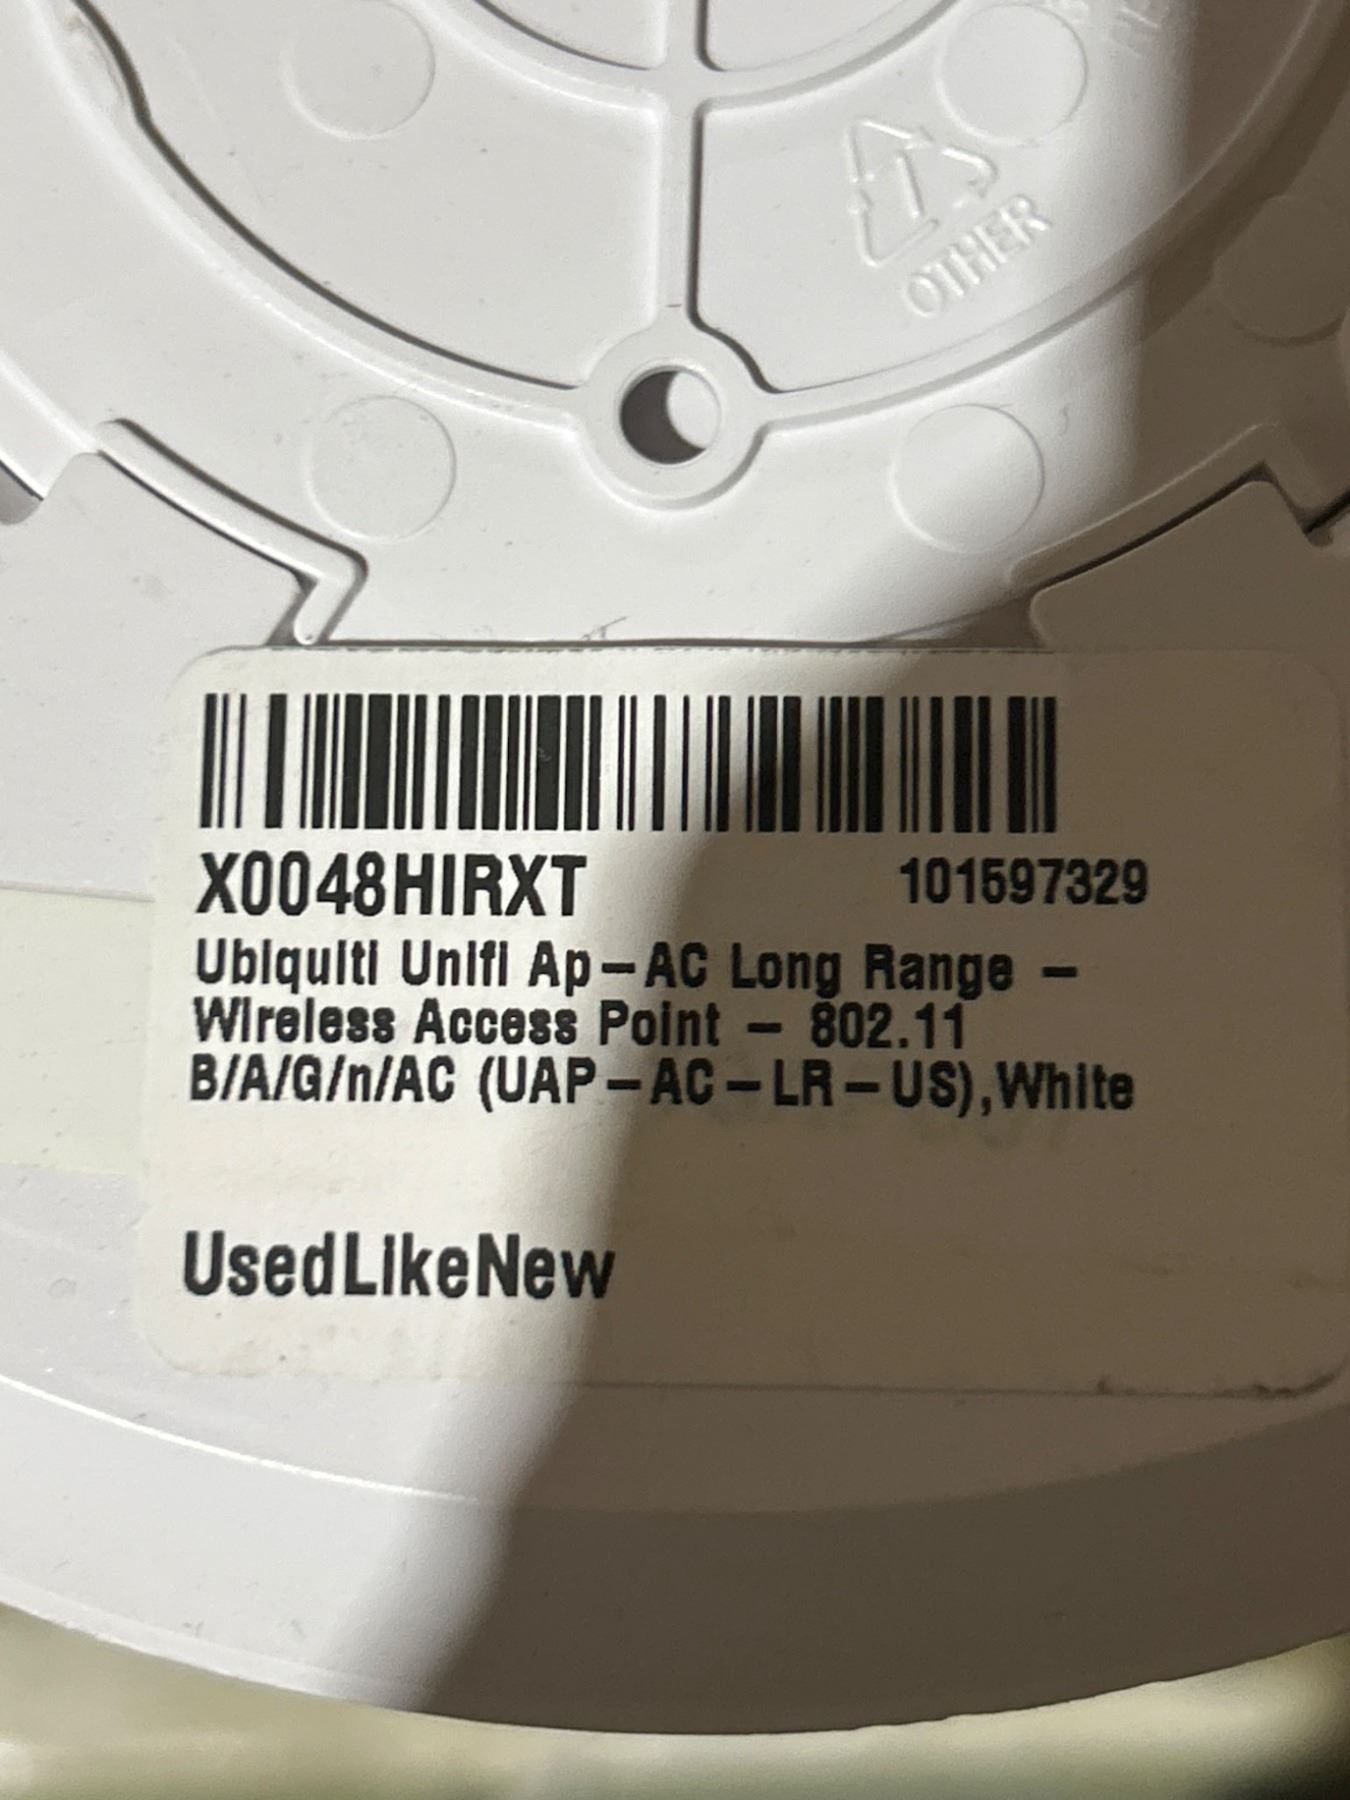 OTHER
X0048HIRXT 101597329
Ubiquiti Unifi Ap-AC Long Range -
Wireless Access Point - 802.11
B/A/G/n/AC (UAP-AC-LR-US),White
UsedLikeNew